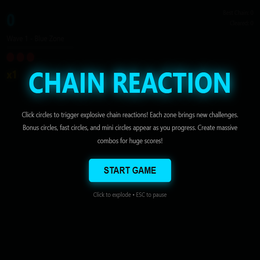 CHAIN REACTION
Click circles to trigger explosive chain reactions! Each zone brings new challenges.
Bonus circles, fast circles, and mini circles appear as you progress. Create massive
combos for huge scores!
START GAME
Click to explode • ESC to pause